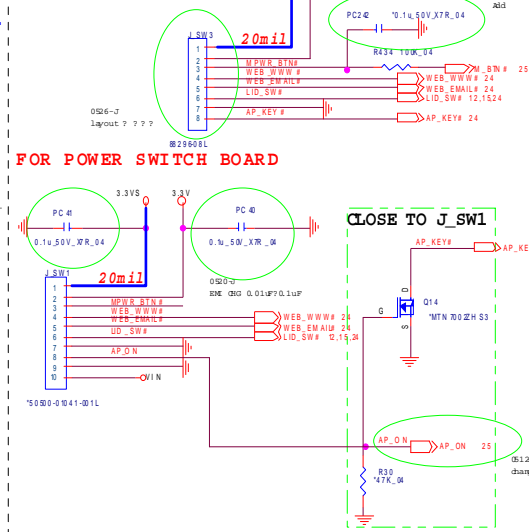 Add
PC242
*0.1u_50V_X7R_04
J_SW3
20mil
1
2
3
4
5
6
7
8
MPWR_BTN#
WEB_WWW#
WEB_EMAIL#
LID_SW#
AP_KEY#
R434 100K_04
M_BTN# 25
WEB_WWW# 24
WEB_EMAIL# 24
LID_SW# 12,15,24
AP_KEY# 24
0526-J
layout ? ? ? ?
88296-08L
FOR POWER SWITCH BOARD
3.3VS
3.3V
PC41
0.1u_50V_X7R_04
PC40
0.1u_50V_X7R_04
CLOSE TO J_SW1
J_SW1
20mil
0520-J
EMI CHG 0.01uF?0.1uF
1
2
3
4
5
6
7
8
9
10
MPWR_BTN#
WEB_WWW#
WEB_EMAIL#
LID_SW#
AP_ON
VIN
WEB_WWW# 24
WEB_EMAIL# 24
LID_SW# 12,15,24
*50500-01041-001L
AP_KEY#
AP_KE
D
G
S
Q14
*MTN7002ZHS3
AP_ON
AP_ON 25
R30
*47K_04
0512
chan